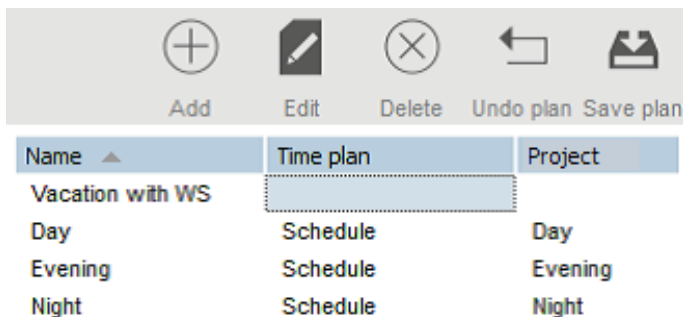 Add Edit Delete Undo plan Save plan
Name Time plan Project
Vacation with WS
Day Schedule Day
Evening Schedule Evening
Night Schedule Night